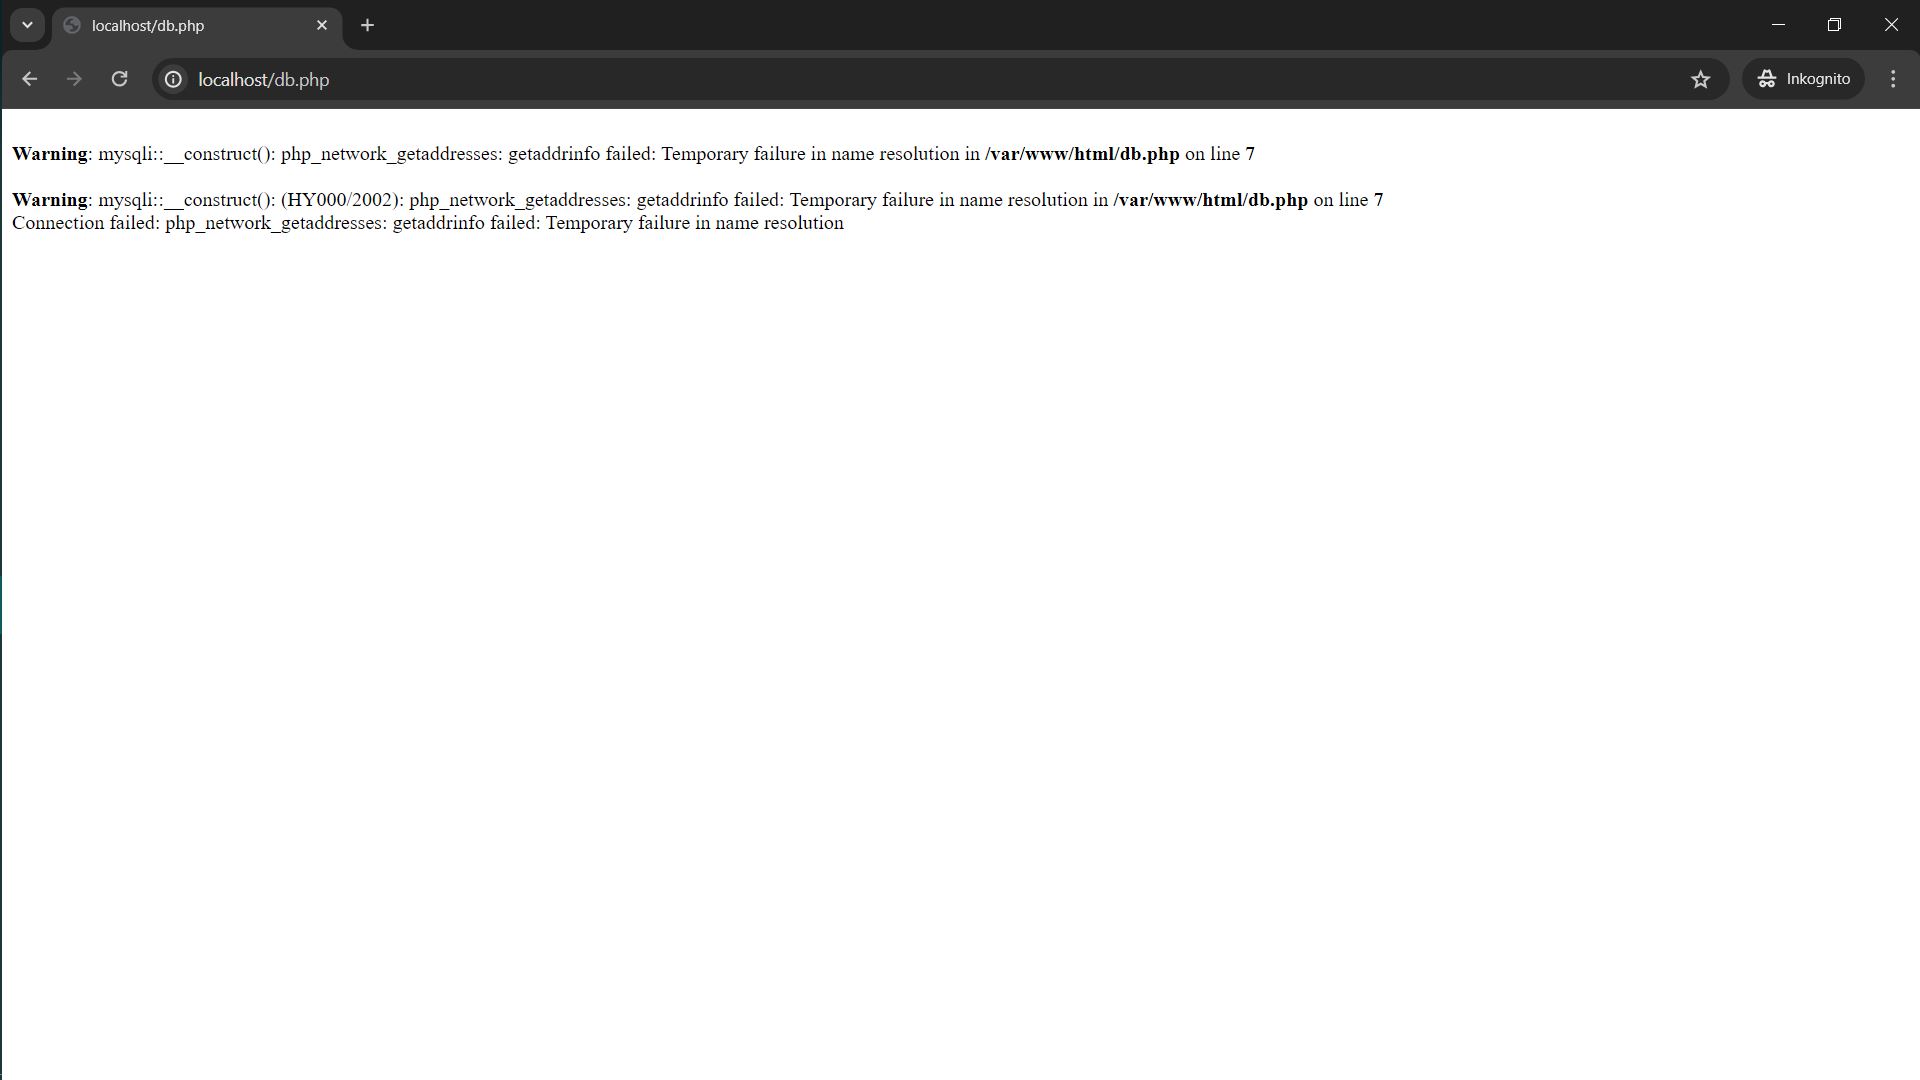 localhost/db.php
localhost/db.php
Inkognito
Warning: mysqli::__construct(): php_network_getaddresses: getaddrinfo failed: Temporary failure in name resolution in /var/www/html/db.php on line 7
Warning: mysqli::__construct(): (HY000/2002): php_network_getaddresses: getaddrinfo failed: Temporary failure in name resolution in /var/www/html/db.php on line 7
Connection failed: php_network_getaddresses: getaddrinfo failed: Temporary failure in name resolution